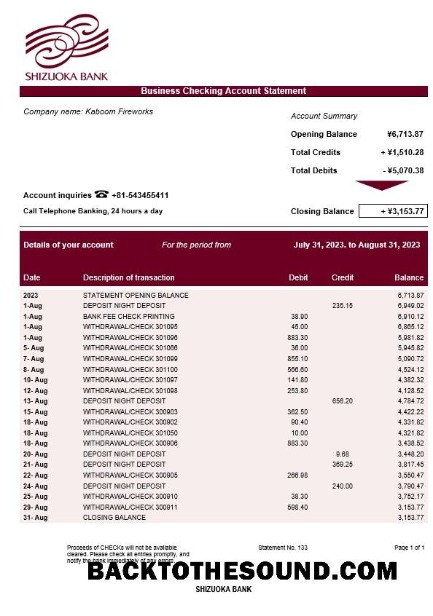 SHIZUOKA BANK
Business Checking Account Statement
Company name: Kaboom Fireworks
Account Summary
Opening Balance ¥6,713.87
Total Credits + ¥1,510.28
Total Debits - ¥5,070.38
Account inquiries ☎ +81-543455411
Call Telephone Banking, 24 hours a day
Closing Balance + ¥3,153.77
Details of your account For the period from July 31, 2023. to August 31, 2023
Date Description of transaction Debit Credit Balance
2023 STATEMENT OPENING BALANCE 6,713.87
1-Aug DEPOSIT NIGHT DEPOSIT 235.15 6,949.02
1-Aug BANK FEE CHECK PRINTING 38.90 6,910.12
1-Aug WITHDRAWAL/CHECK 301095 45.00 6,865.12
1-Aug WITHDRAWAL/CHECK 301096 883.30 5,981.82
5- Aug WITHDRAWAL/CHECK 301066 36.00 5,945.82
7- Aug WITHDRAWAL/CHECK 301099 855.10 5,090.72
8- Aug WITHDRAWAL/CHECK 301100 566.60 4,524.12
10- Aug WITHDRAWAL/CHECK 301097 141.80 4,382.32
12- Aug WITHDRAWAL/CHECK 301098 253.80 4,128.52
13- Aug DEPOSIT NIGHT DEPOSIT 656.20 4,784.72
15- Aug WITHDRAWAL/CHECK 300903 362.50 4,422.22
18- Aug WITHDRAWAL/CHECK 300902 90.40 4,331.82
18- Aug WITHDRAWAL/CHECK 301050 10.00 4,321.82
18- Aug WITHDRAWAL/CHECK 300906 883.30 3,438.52
20- Aug DEPOSIT NIGHT DEPOSIT 9.68 3,448.20
21- Aug DEPOSIT NIGHT DEPOSIT 369.25 3,817.45
22- Aug WITHDRAWAL/CHECK 300905 266.98 3,550.47
24- Aug DEPOSIT NIGHT DEPOSIT 240.00 3,790.47
25- Aug WITHDRAWAL/CHECK 300910 38.30 3,752.17
29- Aug WITHDRAWAL/CHECK 300911 598.40 3,153.77
31- Aug CLOSING BALANCE 3,153.77
Proceeds of CHECKs will not be available Statement No. 133 Page 1 of 1
cleared. Please check all entries promptly, and
notify the bank immediately of any errors.
BACKTOTHESOUND.COM
SHIZUOKA BANK